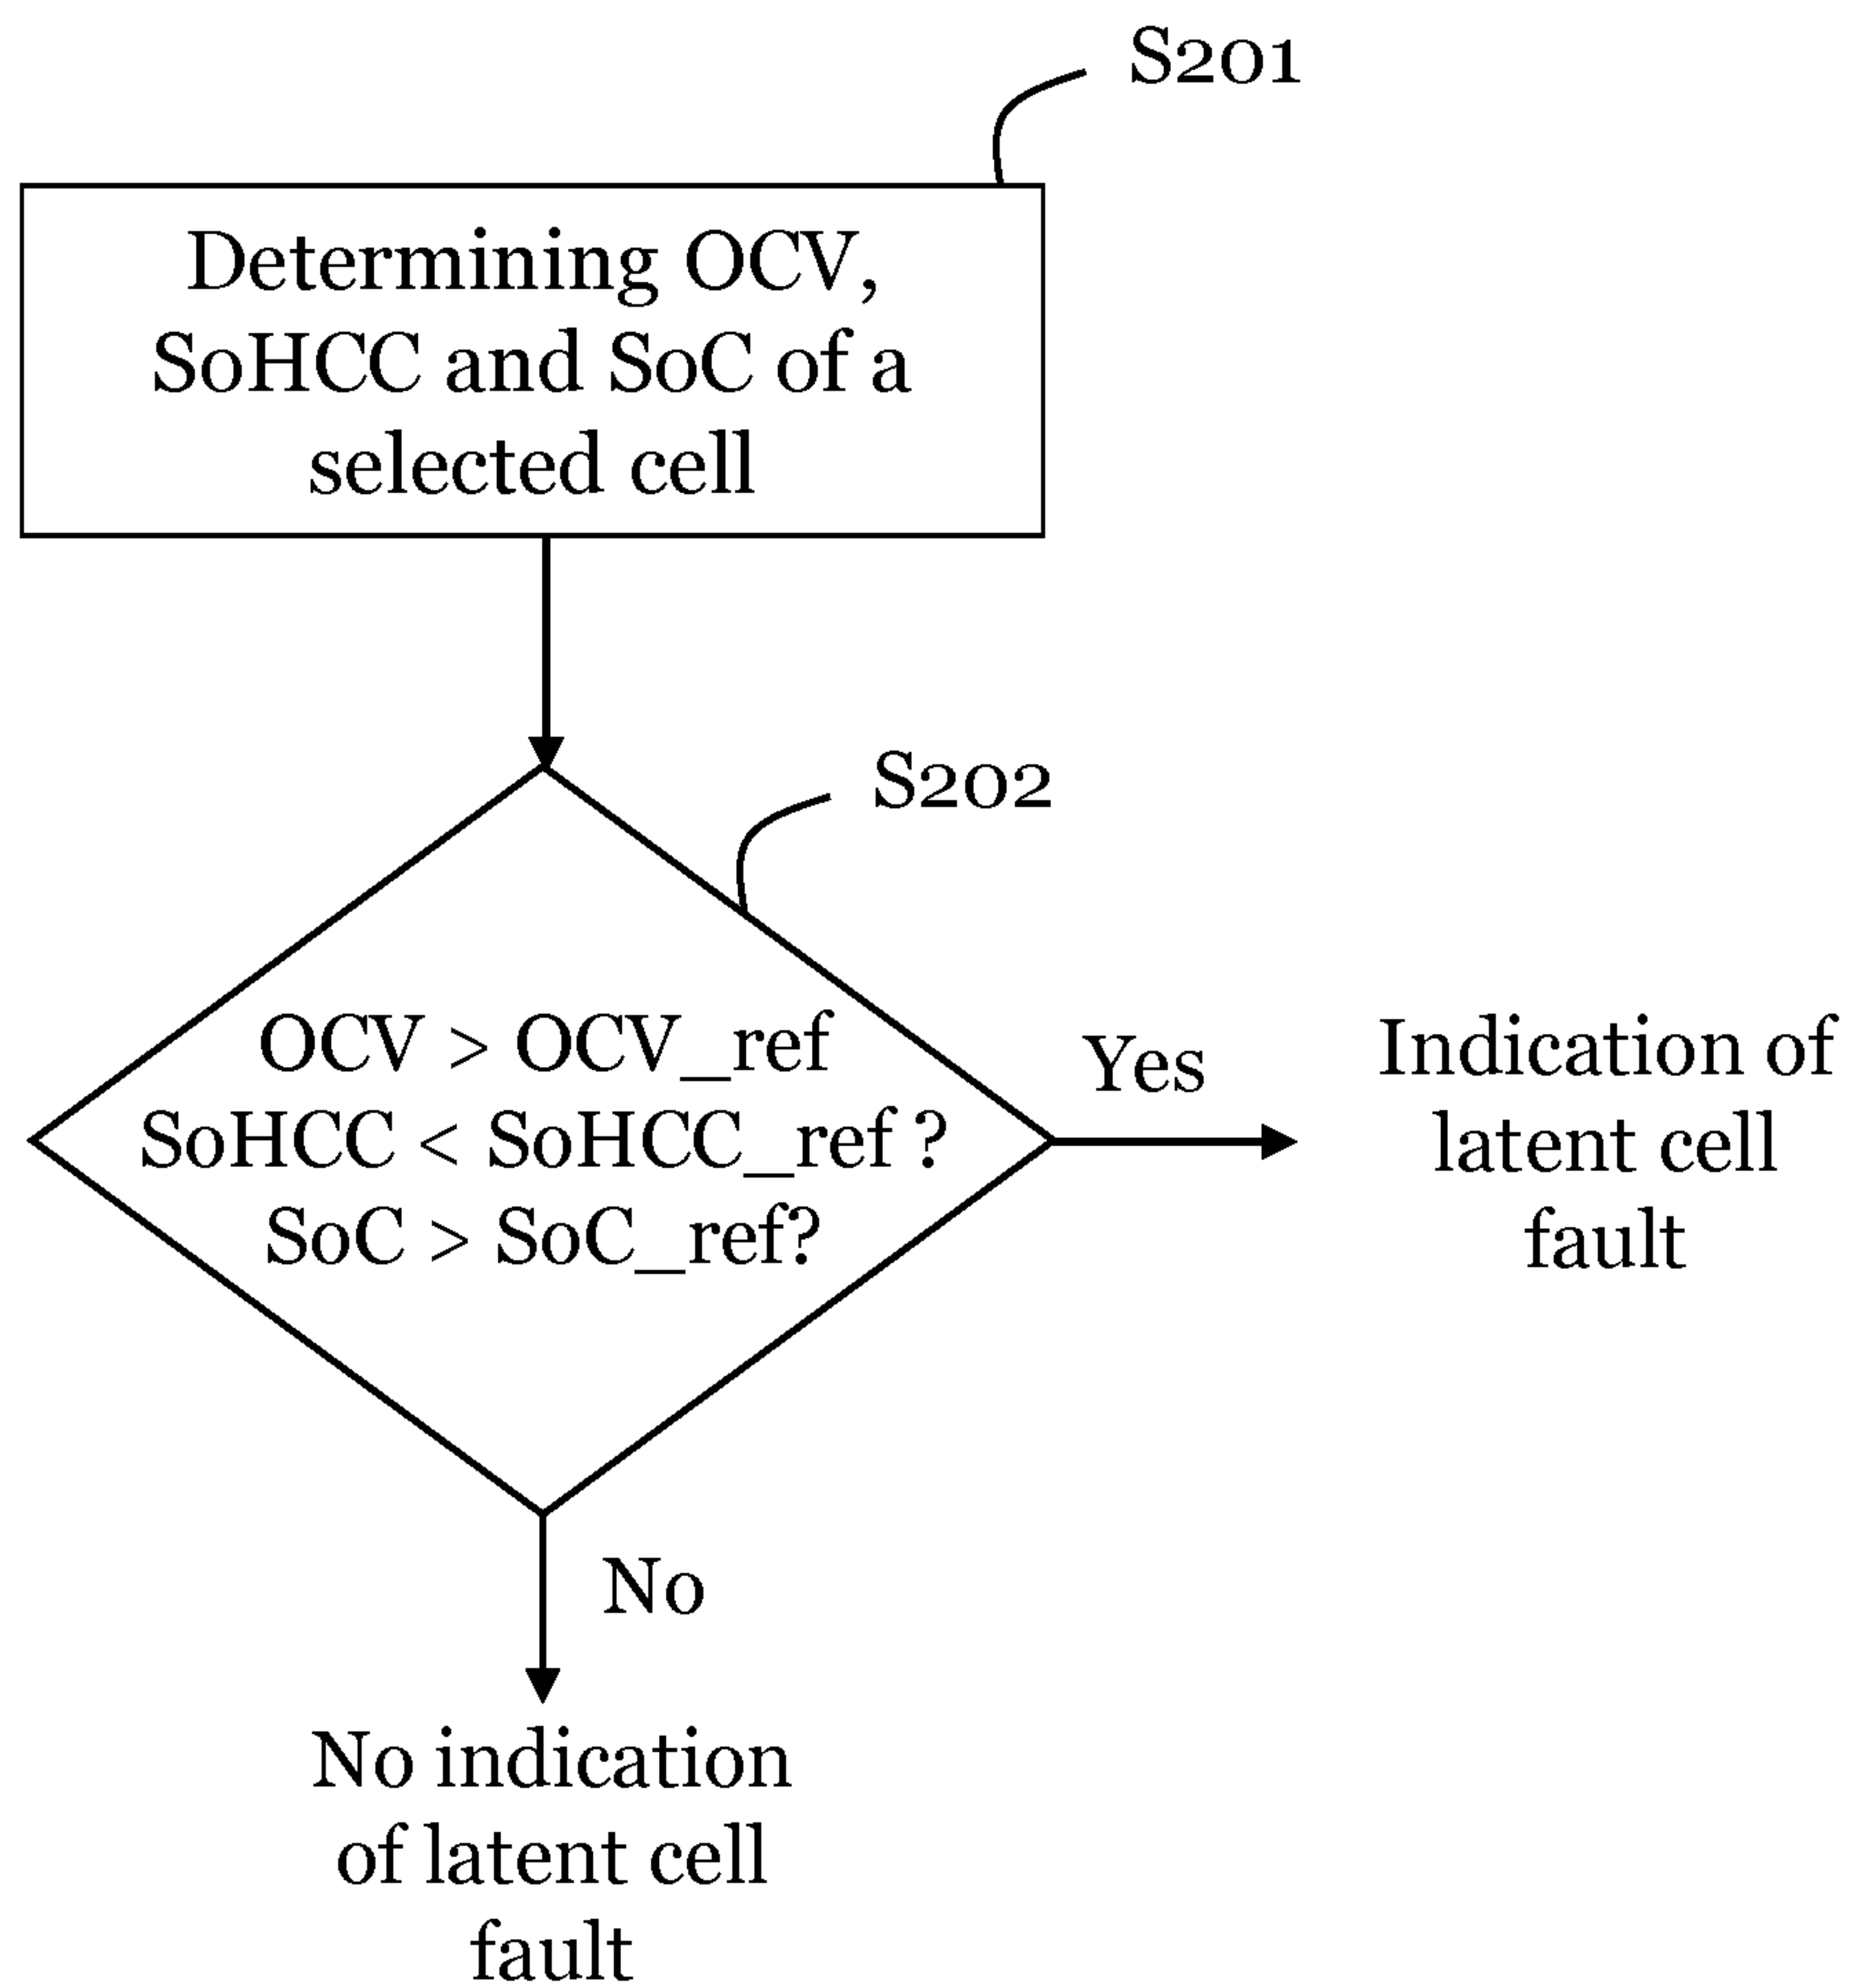 S201
Determining OCV,
SoHCC and SoC of a
selected cell
S202
OCV > OCV_ref
SoHCC < SoHCC_ref ?
SoC > SoC_ref?
Yes
Indication of
latent cell
fault
No
No indication
of latent cell
fault